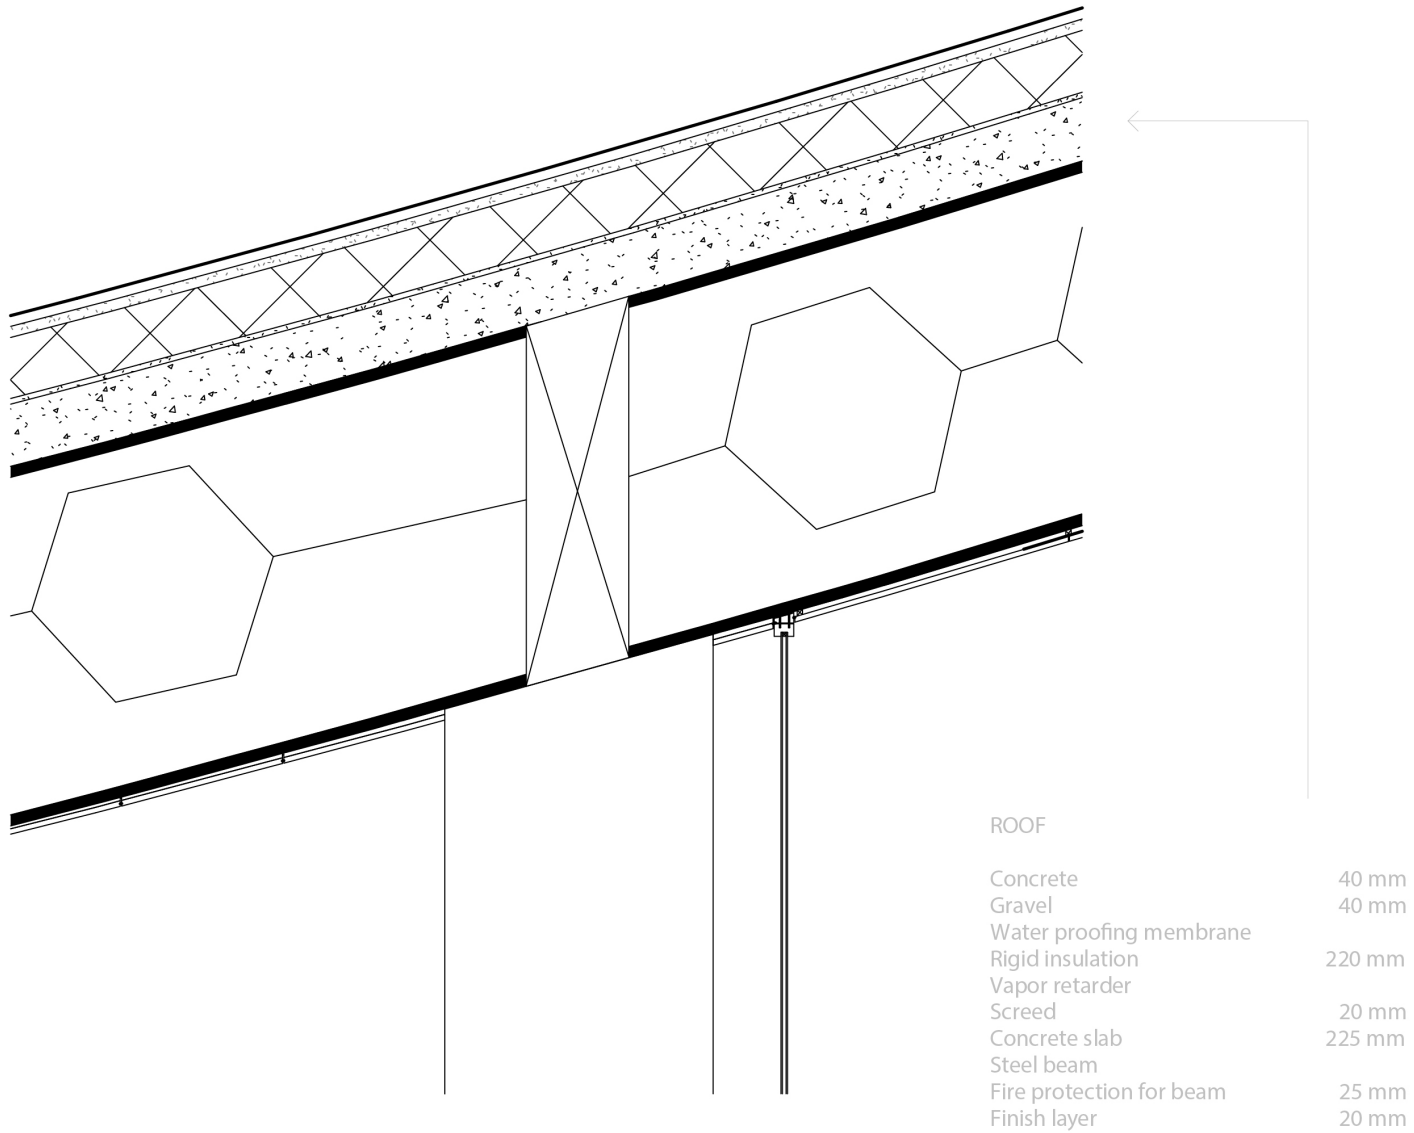 ROOF
Concrete 40 mm
Gravel 40 mm
Water proofing membrane
Rigid insulation 220 mm
Vapor retarder
Screed 20 mm
Concrete slab 225 mm
Steel beam
Fire protection for beam 25 mm
Finish layer 20 mm